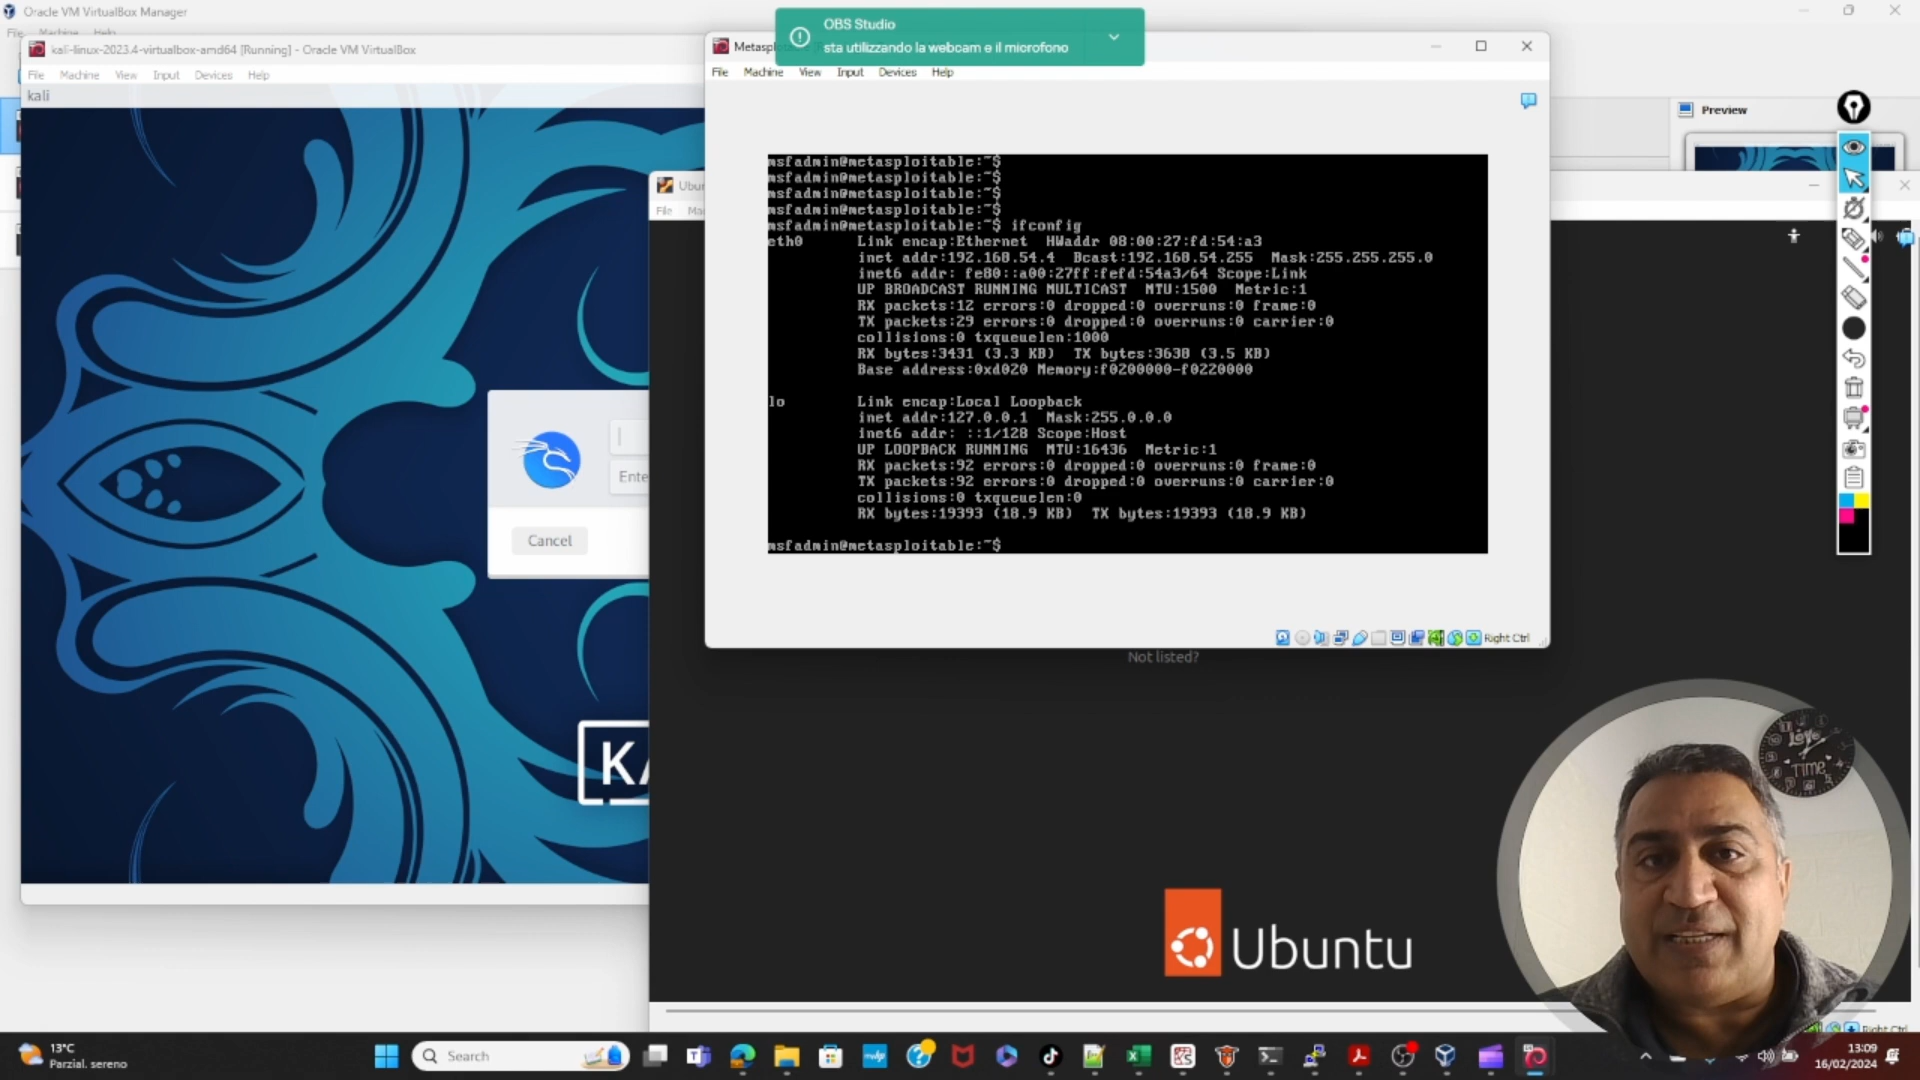 Oracle VM VirtualBox Manager
File Machine Help
OBS Studio
sta utilizzando la webcam e il microfono
kali-linux-2023.4-virtualbox-amd64 [Running] - Oracle VM VirtualBox
File Machine View Input Devices Help
kali
File Machine View Input Devices Help
Preview
File
msfadmin@metasploitable:~$
msfadmin@metasploitable:~$
msfadmin@metasploitable:~$
msfadmin@metasploitable:~$
msfadmin@metasploitable:~$ ifconfig
eth0 Link encap:Ethernet HWaddr 08:00:27:fd:54:a3
inet addr:192.168.54.4 Bcast:192.168.54.255 Mask:255.255.255.0
inet6 addr: fe80::a00:27ff:fefd:54a3/64 Scope:Link
UP BROADCAST RUNNING MULTICAST MTU:1500 Metric:1
RX packets:12 errors:0 dropped:0 overruns:0 frame:0
TX packets:29 errors:0 dropped:0 overruns:0 carrier:0
collisions:0 txqueuelen:1000
RX bytes:3431 (3.3 KB) TX bytes:3638 (3.5 KB)
Base address:0xd020 Memory:f0200000-f0220000
lo Link encap:Local Loopback
inet addr:127.0.0.1 Mask:255.0.0.0
inet6 addr: ::1/128 Scope:Host
UP LOOPBACK RUNNING MTU:16436 Metric:1
RX packets:92 errors:0 dropped:0 overruns:0 frame:0
TX packets:92 errors:0 dropped:0 overruns:0 carrier:0
collisions:0 txqueuelen:0
RX bytes:19393 (18.9 KB) TX bytes:19393 (18.9 KB)
msfadmin@metasploitable:~$
Right Ctrl
Ente
Cancel
Not listed?
KA
Ubuntu
Love
TIME
Right Ctrl
13°C
Parzial. sereno
Search
13:09
16/02/2024